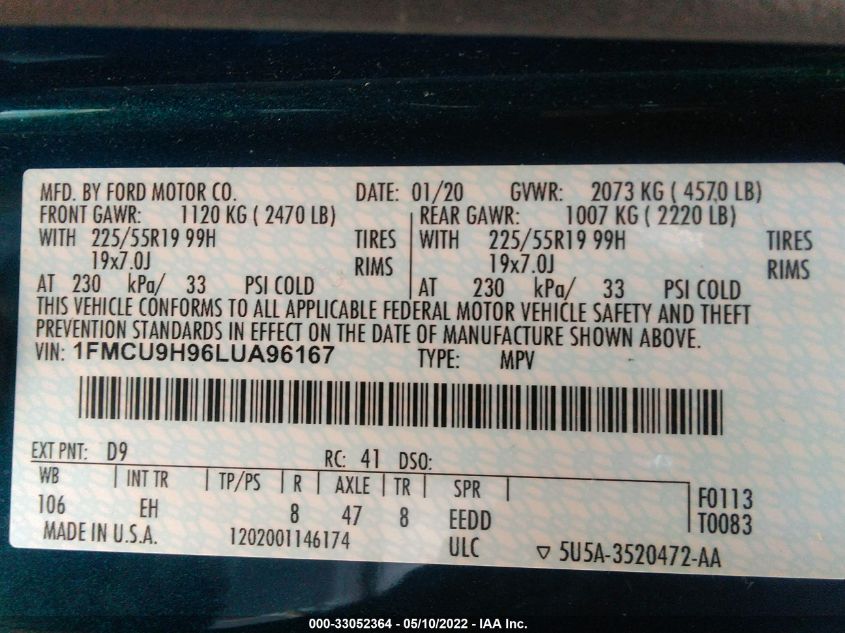 MFD. BY FORD MOTOR CO. DATE: 01/20 GVWR: 2073 KG ( 4570 LB)
FRONT GAWR: 1120 KG ( 2470 LB) REAR GAWR: 1007 KG ( 2220 LB)
WITH 225/55R19 99H TIRES WITH 225/55R19 99H TIRES
19x7.0J RIMS 19x7.0J RIMS
AT 230 kPa/ 33 PSI COLD AT 230 kPa/ 33 PSI COLD
THIS VEHICLE CONFORMS TO ALL APPLICABLE FEDERAL MOTOR VEHICLE SAFETY AND THEFT
PREVENTION STANDARDS IN EFFECT ON THE DATE OF MANUFACTURE SHOWN ABOVE.
VIN: 1FMCU9H96LUA96167 TYPE: MPV
EXT PNT: D9 RC: 41 DSO:
WB INT TR TP/PS R AXLE TR SPR F0113
106 EH 8 47 8 EEDD T0083
MADE IN U.S.A. 1202001146174 ULC ▽ 5U5A-3520472-AA
000-33052364 - 05/10/2022 - IAA Inc.